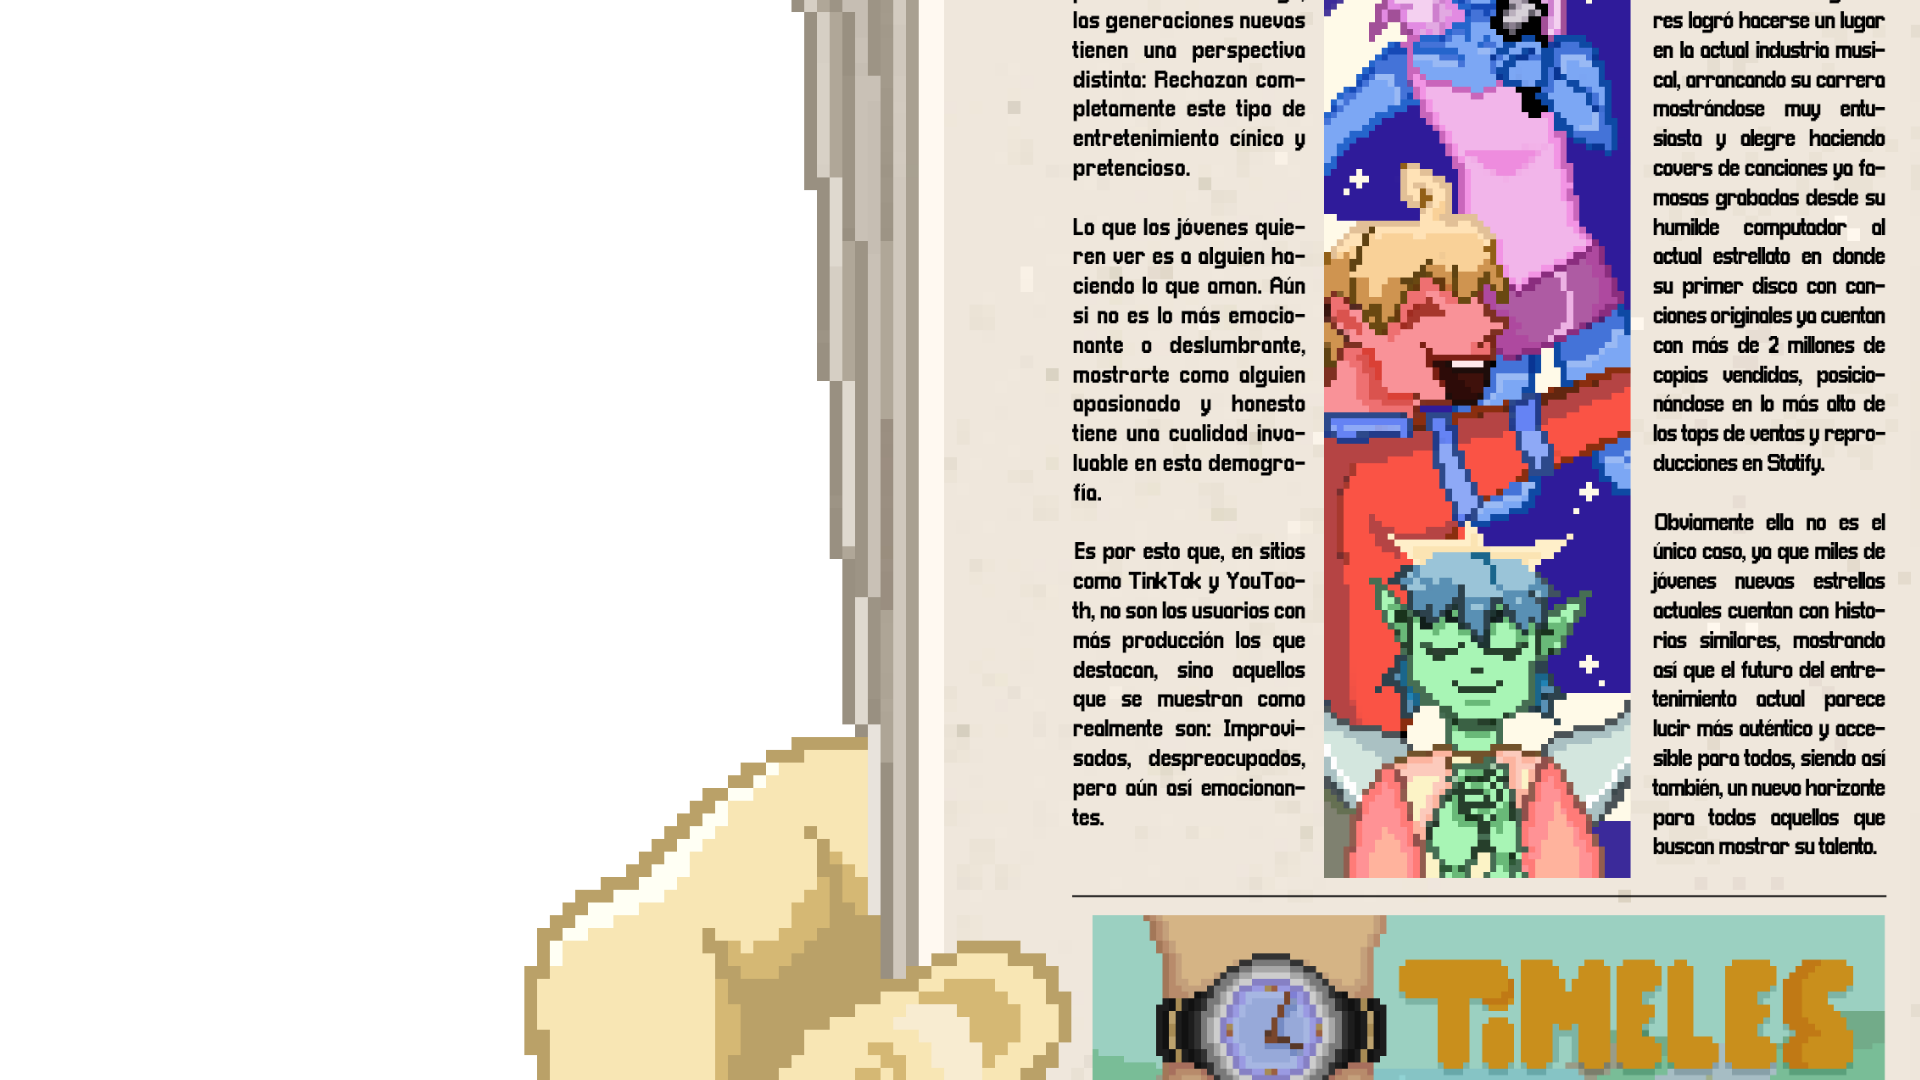 las generaciones nuevas
tienen una perspectiva
distinta: Rechazan com-
pletamente este tipo de
entretenimiento cínico y
pretencioso.
Lo que los jóvenes quie-
ren ver es a alguien ha-
ciendo lo que aman. Aún
si no es lo más emocio-
nante o deslumbrante,
mostrarte como alguien
apasionado y honesto
tiene una cualidad inva-
luable en esta demogra-
fía.
Es por esto que, en sitios
como TinkTok y YouToo-
th, no son los usuarios con
más producción los que
destacan, sino aquellos
que se muestran como
realmente son: Improvi-
sados, despreocupados,
pero aún así emocionan-
tes.
res logró hacerse un lugar
en la actual industria musi-
cal, arrancando su carrera
mostrándose muy entu-
siasta y alegre haciendo
covers de canciones ya fa-
mosas grabadas desde su
humilde computador al
actual estrellato en donde
su primer disco con can-
ciones originales ya cuentan
con más de 2 millones de
copias vendidas, posicio-
nándose en lo más alto de
los tops de ventas y repro-
ducciones en Statify.
Obviamente ella no es el
único caso, ya que miles de
jóvenes nuevas estrellas
actuales cuentan con histo-
rias similares, mostrando
así que el futuro del entre-
tenimiento actual parece
lucir más auténtico y acce-
sible para todos, siendo así
también, un nuevo horizonte
para todos aquellos que
buscan mostrar su talento.
TiMELES